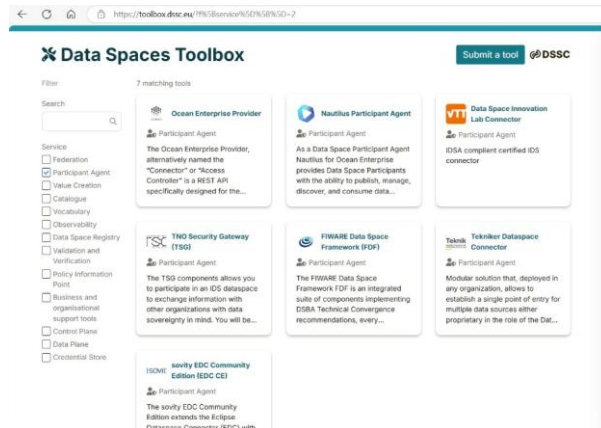 https://toolbox.dssc.eu/?f%5Bservice%5D%5B%5D=2
Data Spaces Toolbox
Submit a tool
DSSC
Filter
7 matching tools
Search
Service
Federation
Participant Agent
Value Creation
Catalogue
Vocabulary
Observability
Data Space Registry
Validation and
Verification
Policy Information
Point
Business and
organisational
support tools
Control Plane
Data Plane
Credential Store
Ocean Enterprise Provider
Participant Agent
The Ocean Enterprise Provider,
alternatively named the
"Connector" or "Access
Controller" is a REST API
specifically designed for the...
Nautilus Participant Agent
Participant Agent
As a Data Space Participant Agent
Nautilus for Ocean Enterprise
provides Data Space Participants
with the ability to publish, manage,
discover, and consume data...
VTT
Data Space Innovation
Lab Connector
Participant Agent
IDSA complient certified IDS
connector
TSG
TNO Security Gateway
(TSG)
Participant Agent
The TSG components allows you
to participate in an IDS dataspace
to exchange information with
other organizations with data
sovereignty in mind. You will be...
FIWARE Data Space
Framework (FDF)
Participant Agent
The FIWARE Data Space
Framework FDF is an integrated
suite of components implementing
DSBA Technical Convergence
recommendations, every...
Teknik
Tekniker Dataspace
Connector
Participant Agent
Modular solution that, deployed in
any organization, allows to
establish a single point of entry for
multiple data sources either
proprietary in the role of the Dat...
sovity EDC Community
Edition (EDC CE)
Participant Agent
The sovity EDC Community
Edition extends the Eclipse
Dataspace Connector (EDC) with